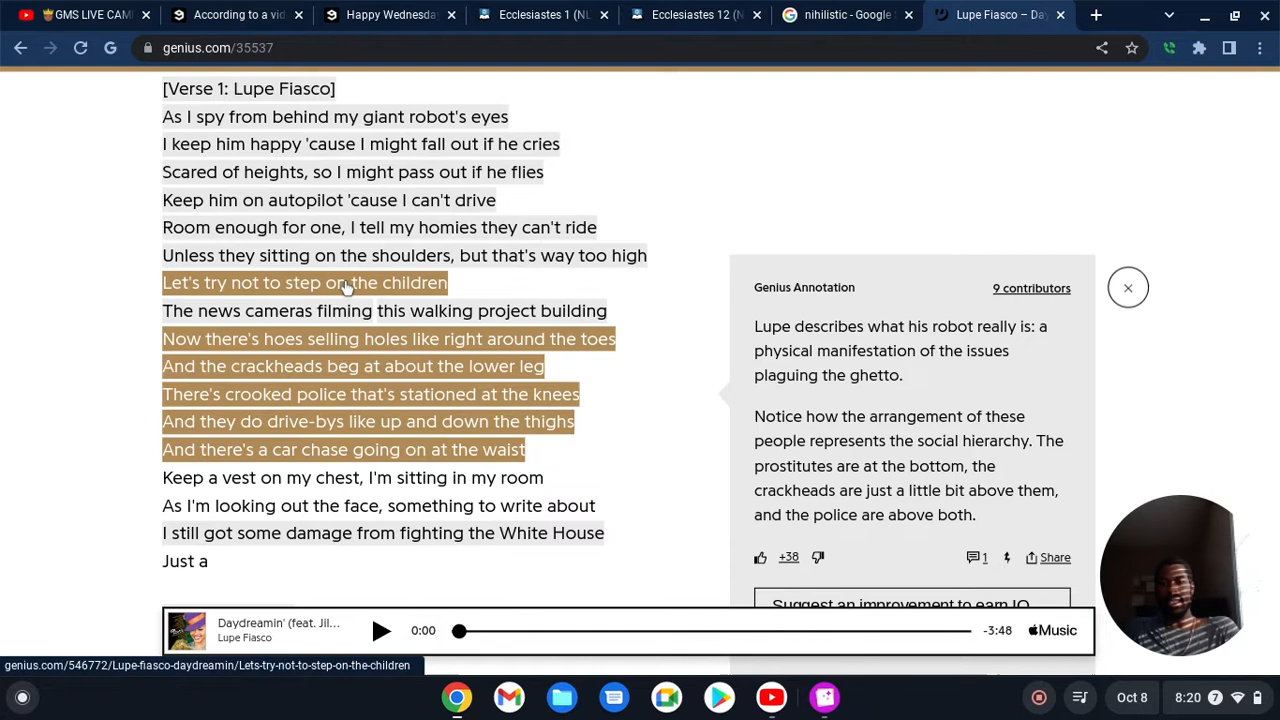 GMS LIVE CAM
According to a vid
Happy Wednesda
Ecclesiastes 1 (NL
Ecclesiastes 12 (N
nihilistic - Google
Lupe Fiasco – Da
genius.com/35537
[Verse 1: Lupe Fiasco]
As I spy from behind my giant robot's eyes
I keep him happy 'cause I might fall out if he cries
Scared of heights, so I might pass out if he flies
Keep him on autopilot 'cause I can't drive
Room enough for one, I tell my homies they can't ride
Unless they sitting on the shoulders, but that's way too high
Let's try not to step on the children
The news cameras filming this walking project building
Now there's hoes selling holes like right around the toes
And the crackheads beg at about the lower leg
There's crooked police that's stationed at the knees
And they do drive-bys like up and down the thighs
And there's a car chase going on at the waist
Keep a vest on my chest, I'm sitting in my room
As I'm looking out the face, something to write about
I still got some damage from fighting the White House
Just a
Genius Annotation
9 contributors
Lupe describes what his robot really is: a
physical manifestation of the issues
plaguing the ghetto.
Notice how the arrangement of these
people represents the social hierarchy. The
prostitutes are at the bottom, the
crackheads are just a little bit above them,
and the police are above both.
+38
1
Share
Suggest an improvement to earn IQ
Daydreamin' (feat. Jil...
Lupe Fiasco
0:00
-3:48
Music
genius.com/546772/Lupe-fiasco-daydreamin/Lets-try-not-to-step-on-the-children
Oct 8
8:20
7